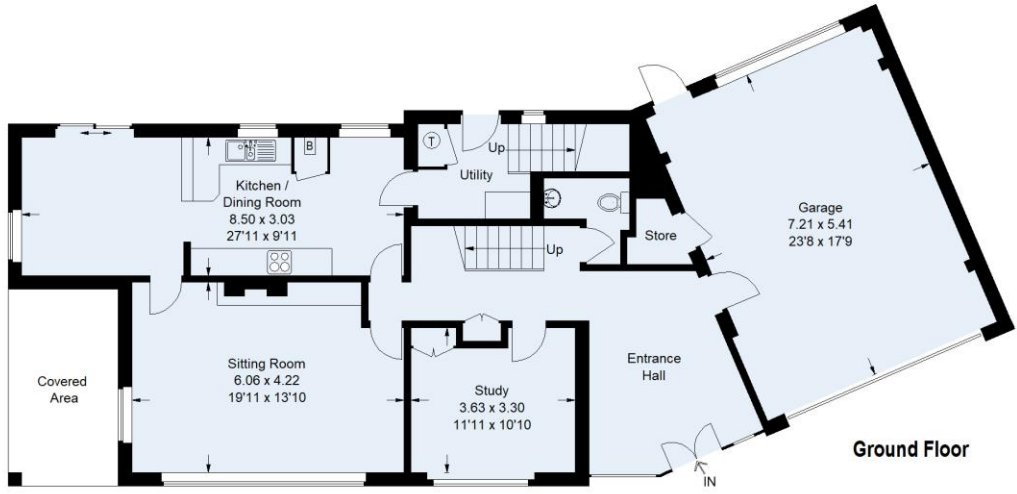 B
Kitchen /
Dining Room
8.50 x 3.03
27'11 x 9'11
T
Utility
Up
Up
Store
Garage
7.21 x 5.41
23'8 x 17'9
Covered
Area
Sitting Room
6.06 x 4.22
19'11 x 13'10
Study
3.63 x 3.30
11'11 x 10'10
Entrance
Hall
IN
Ground Floor